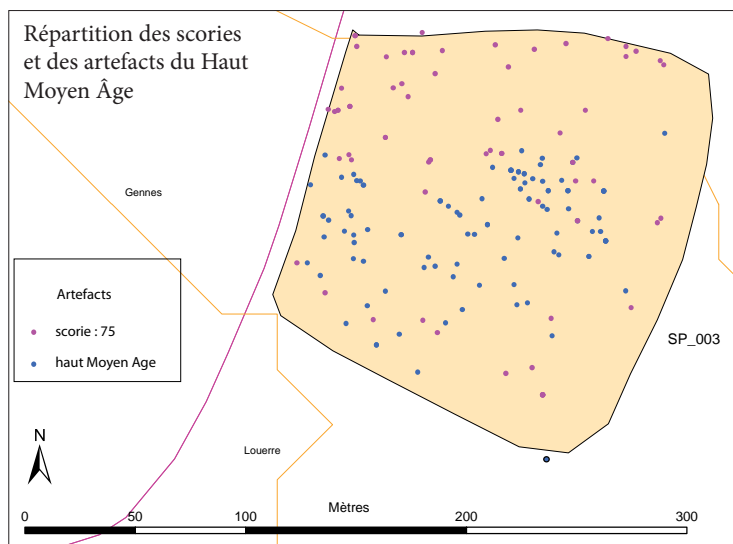 Répartition des scories
et des artefacts du Haut
Moyen Âge
Gennes
Artefacts
scorie : 75
haut Moyen Age
SP_003
N
Louerre
Mètres
0 50 100 200 300